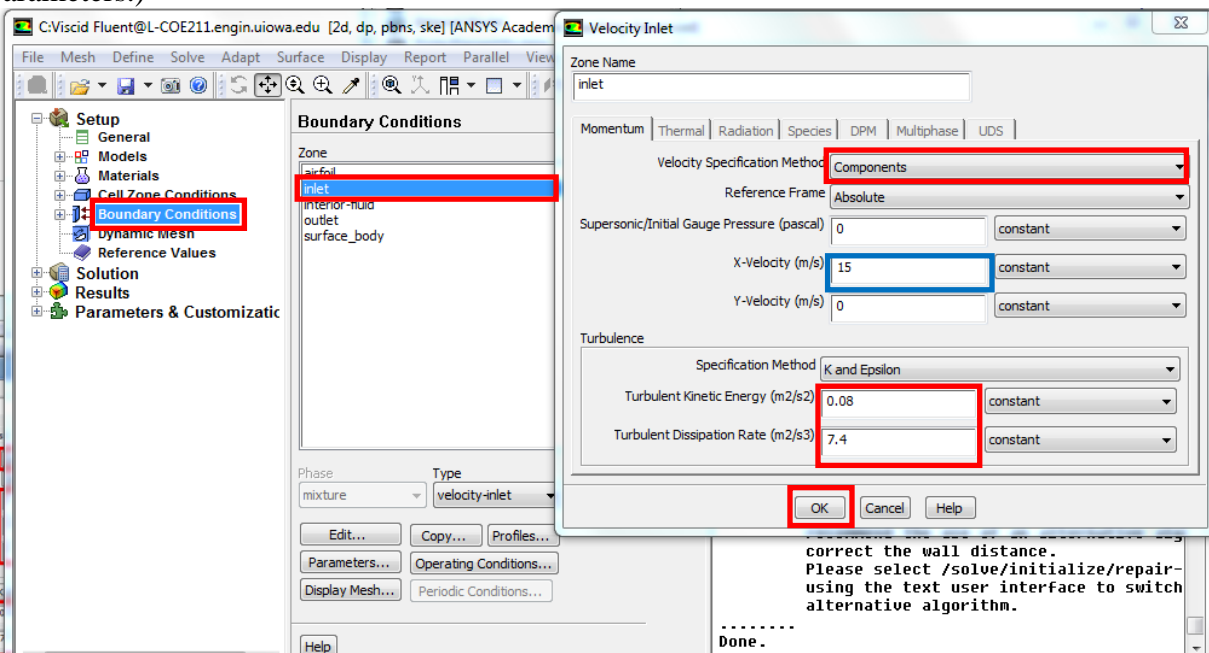 arameters.)
C:Viscid Fluent@L-COE211.engin.uiowa.edu [2d, dp, pbns, ske] [ANSYS Academ
File Mesh Define Solve Adapt Surface Display Report Parallel View
Setup
General
Models
Materials
Cell Zone Conditions
Boundary Conditions
Dynamic Mesh
Reference Values
Solution
Results
Parameters & Customizatic
Boundary Conditions
Zone
airfoil
inlet
interior-fluid
outlet
surface_body
Phase
Type
mixture
velocity-inlet
Edit...
Copy...
Profiles...
Parameters...
Operating Conditions...
Display Mesh...
Periodic Conditions...
Help
Velocity Inlet
Zone Name
inlet
Momentum Thermal Radiation Species DPM Multiphase UDS
Velocity Specification Method Components
Reference Frame Absolute
Supersonic/Initial Gauge Pressure (pascal) 0 constant
X-Velocity (m/s) 15 constant
Y-Velocity (m/s) 0 constant
Turbulence
Specification Method K and Epsilon
Turbulent Kinetic Energy (m2/s2) 0.08 constant
Turbulent Dissipation Rate (m2/s3) 7.4 constant
OK Cancel Help
correct the wall distance.
Please select /solve/initialize/repair-
using the text user interface to switch
alternative algorithm.
........
Done.